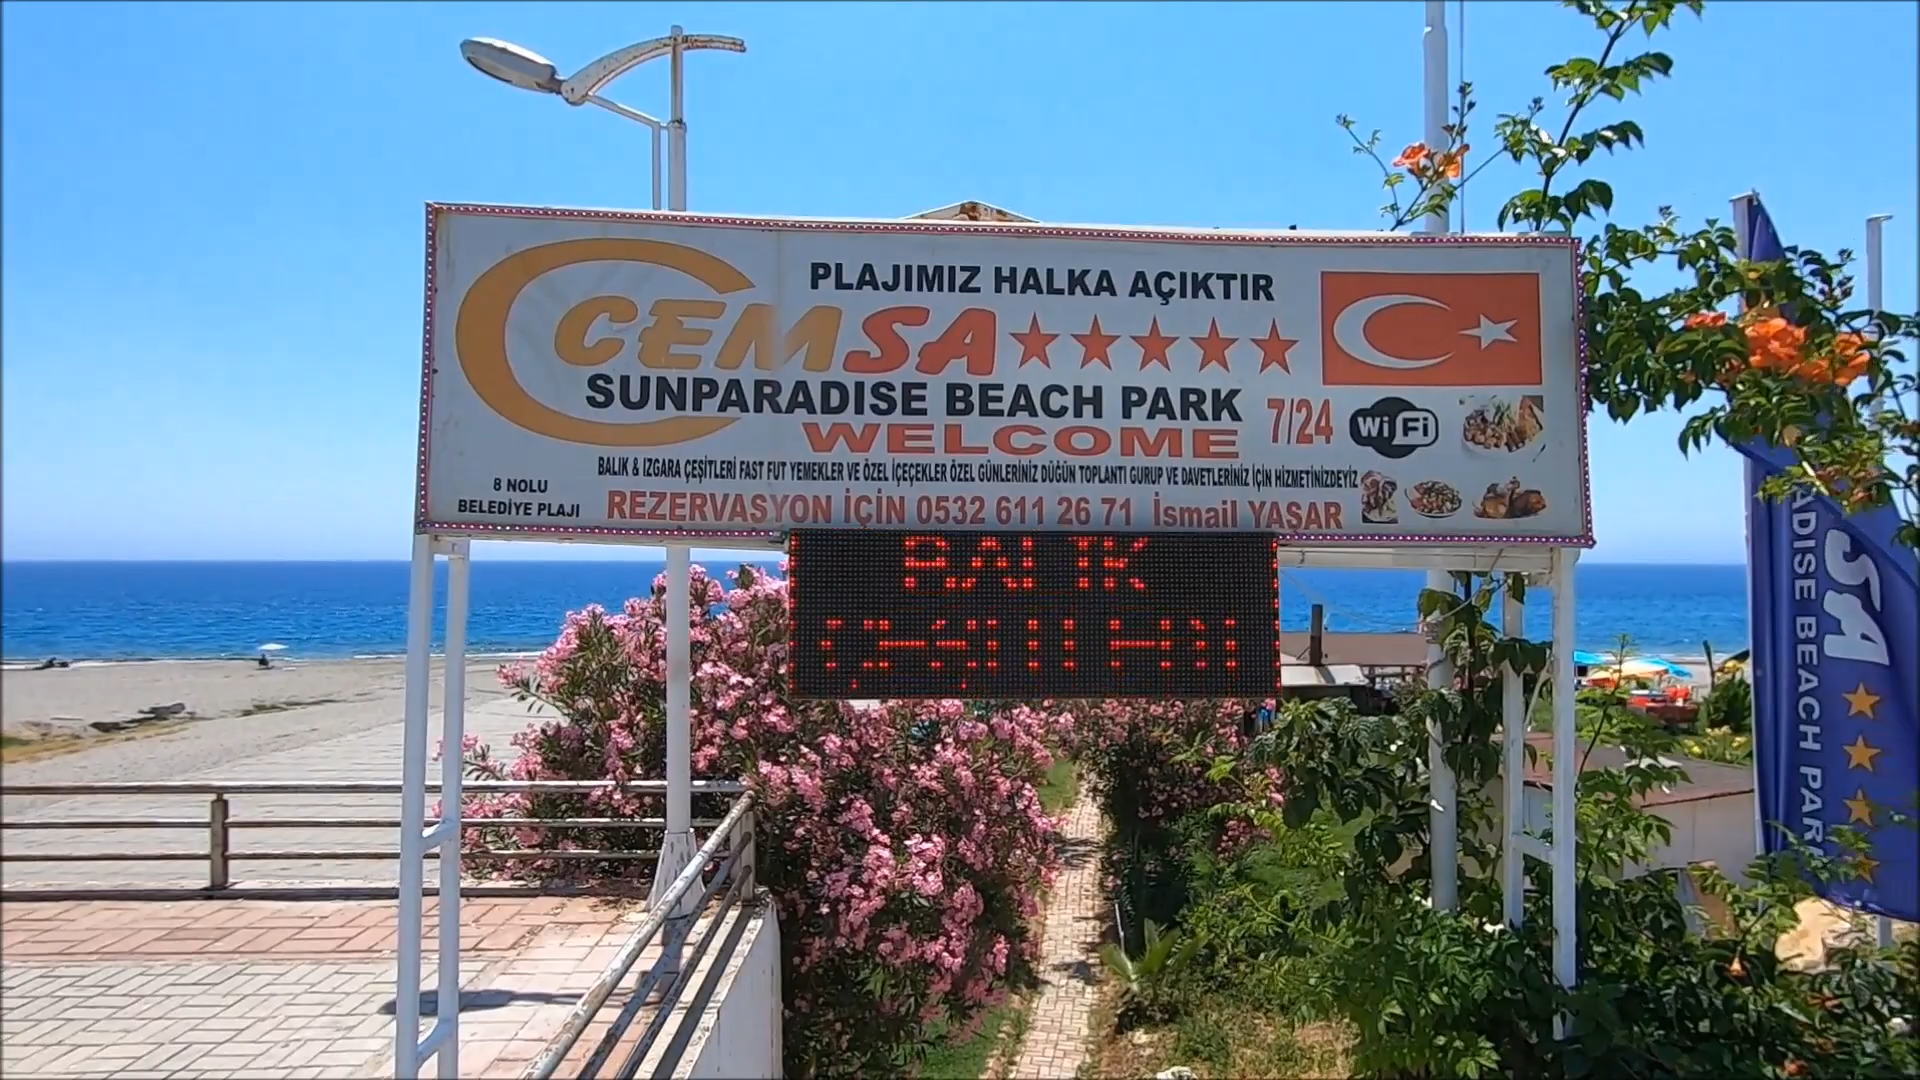 PLAJIMIZ HALKA AÇIKTIR
CEMSA
SUNPARADISE BEACH PARK
WELCOME
7/24
WiFi
BALIK & IZGARA ÇEŞİTLERİ FAST FUT YEMEKLER VE ÖZEL İÇEÇEKLER ÖZEL GÜNLERİNİZ DÜĞÜN TOPLANTI GURUP VE DAVETLERİNİZ İÇİN HİZMETİNİZDEYİZ
8 NOLU
BELEDİYE PLAJI
REZERVASYON İÇİN 0532 611 26 71 İsmail YAŞAR
BALIK
SA
ADISE BEACH PARK